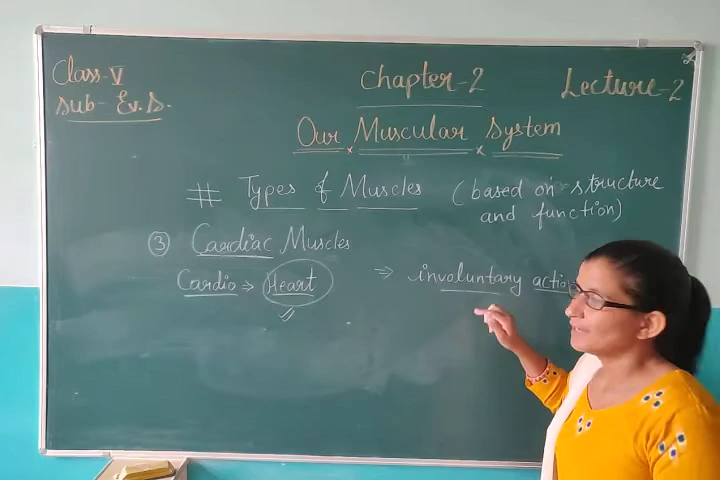 Class-V
Sub- Ev.S.
Chapter-2
Lecture-2
Our Muscular System
# Types of Muscles (based on structure
and function)
③ Cardiac Muscles
Cardio → Heart ⇒ involuntary